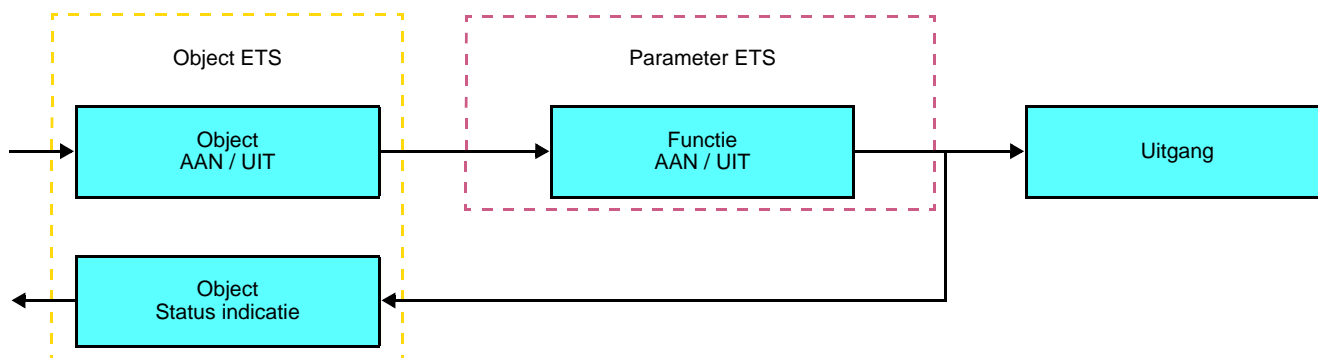 Object ETS
Parameter ETS
Object
AAN / UIT
Functie
AAN / UIT
Uitgang
Object
Status indicatie